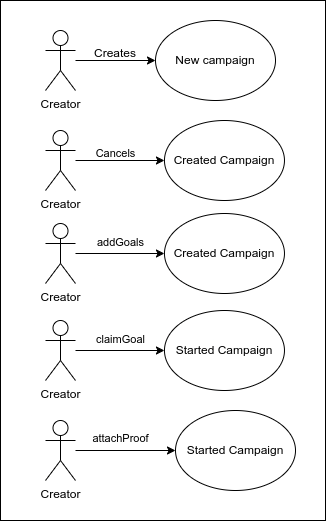 Creates
New campaign
Creator
Cancels
Created Campaign
Creator
addGoals
Created Campaign
Creator
claimGoal
Started Campaign
Creator
attachProof
Started Campaign
Creator